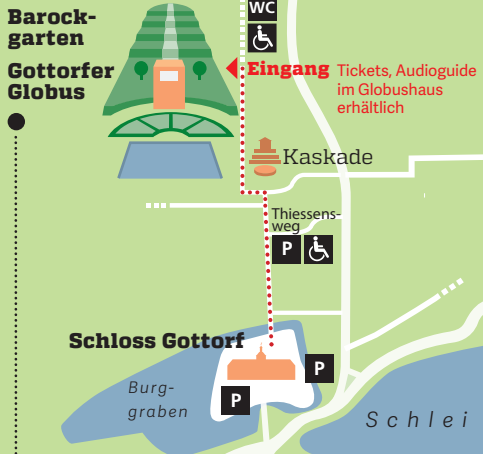 Barock-
garten
Gottorfer
Globus
WC
Eingang Tickets, Audioguide
im Globushaus
erhältlich
Kaskade
Thiessens-
weg
P
Schloss Gottorf
P
P
Burg-
graben
Schlei